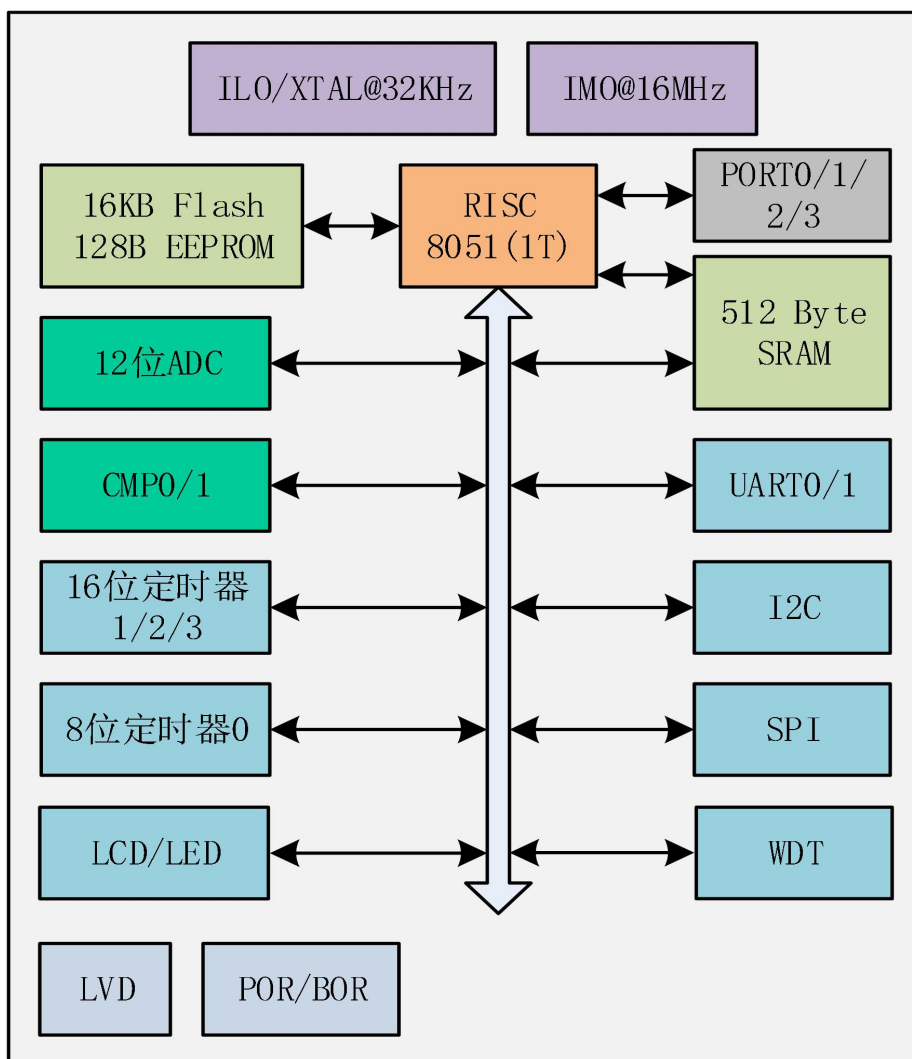 ILO/XTAL@32KHz
IMO@16MHz
16KB Flash
128B EEPROM
RISC
8051(1T)
PORT0/1/
2/3
512 Byte
SRAM
12位ADC
CMP0/1
UART0/1
16位定时器
1/2/3
I2C
8位定时器0
SPI
LCD/LED
WDT
LVD
POR/BOR